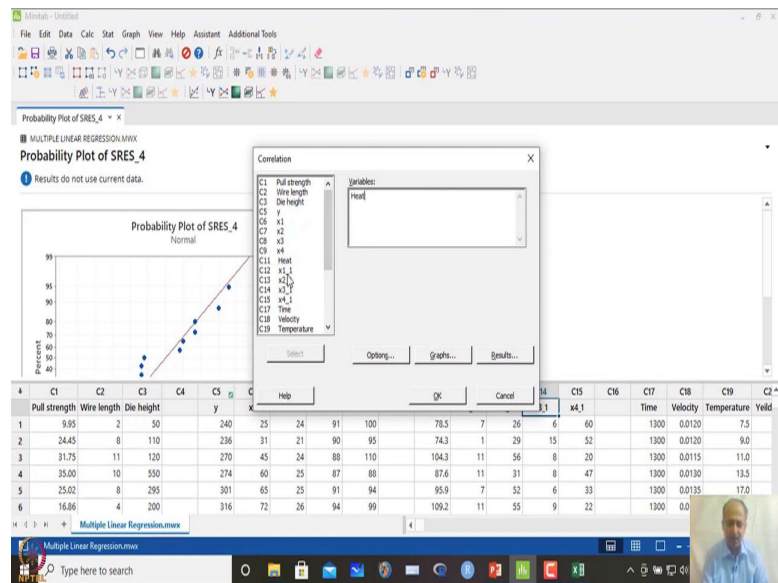 Minitab - Untitled
File Edit Data Calc Stat Graph View Help Assistant Additional Tools
Probability Plot of SRES_4
MULTIPLE LINEAR REGRESSION.MWX
Probability Plot of SRES_4
Results do not use current data.
Probability Plot of SRES_4
Normal
99
95
90
80
70
60
50
40
Percent
Correlation
C1 Pull strength
C2 Wire length
C3 Die height
C5 y
C6 x1
C7 x2
C8 x3
C9 x4
C11 Heat
C12 x1_1
C13 x2_1
C14 x3_1
C15 x4_1
C17 Time
C18 Velocity
C19 Temperature
Variables:
Heat
Select
Options...
Graphs...
Results...
Help
OK
Cancel
C1 C2 C3 C4 C5 C 14 C15 C16 C17 C18 C19 C2
Pull strength Wire length Die height y x 3_1 x4_1 Time Velocity Temperature Yeild
1 9.95 2 50 240 25 24 91 100 78.5 7 26 6 60 1300 0.0120 7.5
2 24.45 8 110 236 31 21 90 95 74.3 1 29 15 52 1300 0.0120 9.0
3 31.75 11 120 270 45 24 88 110 104.3 11 56 8 20 1300 0.0115 11.0
4 35.00 10 550 274 60 25 87 88 87.6 11 31 8 47 1300 0.0130 13.5
5 25.02 8 295 301 65 25 91 94 95.9 7 52 6 33 1300 0.0135 17.0
6 16.86 4 200 316 72 26 94 99 109.2 11 55 9 22 1300 0.0
Multiple Linear Regression.mwx
Multiple Linear Regression.mwx
Type here to search
NPTEL